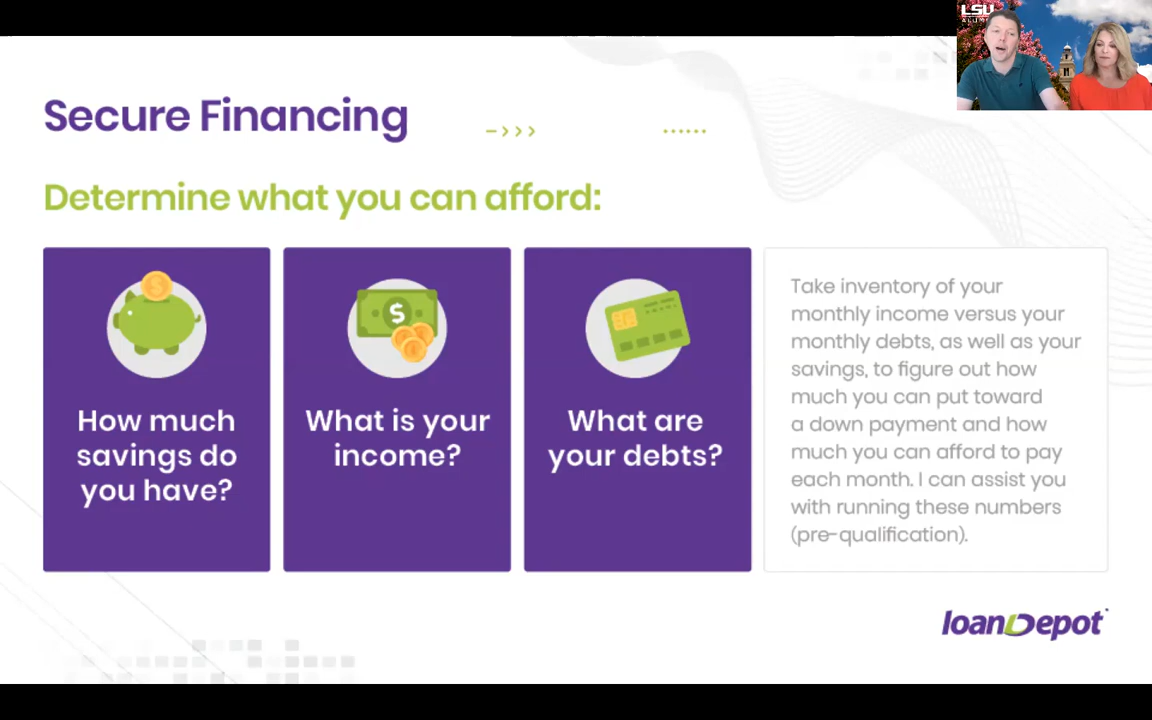 LSU
ALUMNI
Secure Financing
Determine what you can afford:
$
How much
savings do
you have?
$
What is your
income?
What are
your debts?
Take inventory of your
monthly income versus your
monthly debts, as well as your
savings, to figure out how
much you can put toward
a down payment and how
much you can afford to pay
each month. I can assist you
with running these numbers
(pre-qualification).
loanDepot